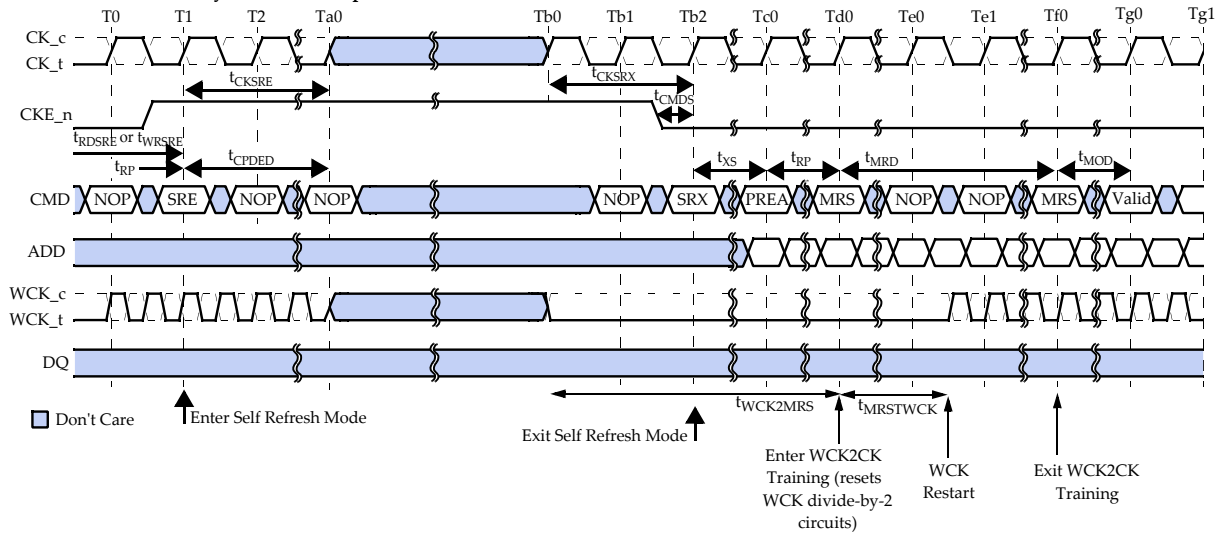 T0 T1 T2 Ta0 Tb0 Tb1 Tb2 Tc0 Td0 Te0 Te1 Tf0 Tg0 Tg1
CK_c
CK_t
tCKSRE
tCKSRX
tCMDS
CKE_n
tRDSRE or tWRSRE
tRP
tCPDED
tXS
tRP
tMRD
tMOD
CMD NOP SRE NOP NOP NOP SRX PREA MRS NOP NOP MRS Valid
ADD
WCK_c
WCK_t
DQ
tWCK2MRS
tMRSTWCK
Don't Care
Enter Self Refresh Mode
Exit Self Refresh Mode
Enter WCK2CK
Training (resets
WCK divide-by-2
circuits)
WCK
Restart
Exit WCK2CK
Training